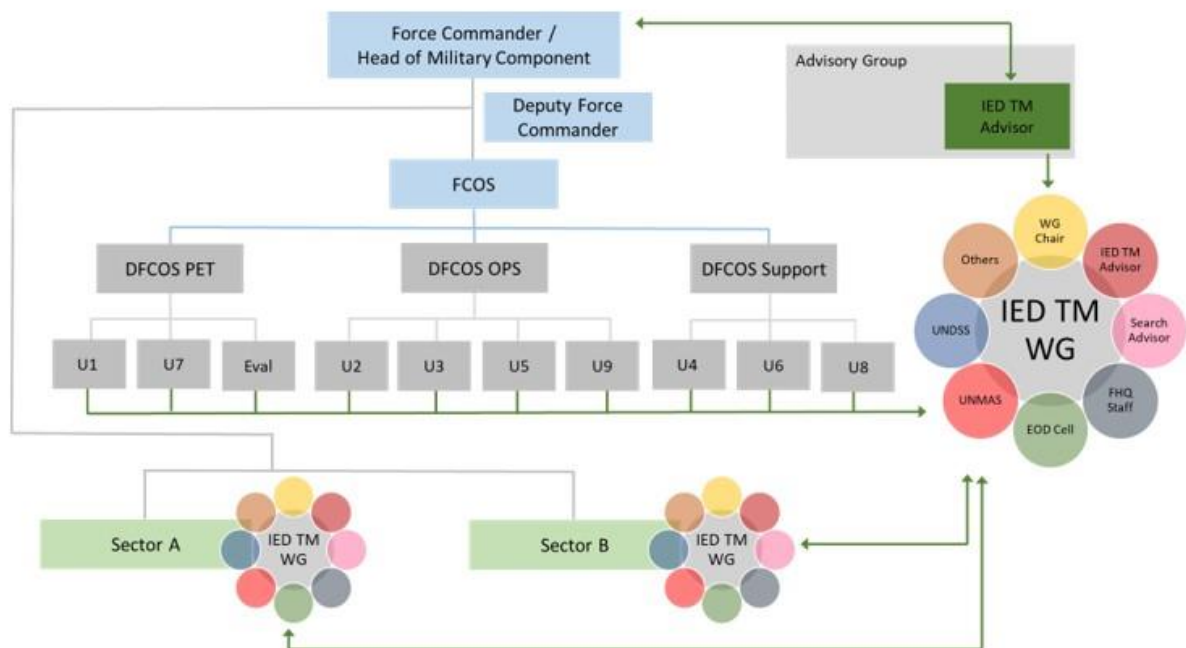 Force Commander /
Head of Military Component
Advisory Group
IED TM
Advisor
Deputy Force
Commander
FCOS
DFCOS PET
DFCOS OPS
DFCOS Support
U1
U7
Eval
U2
U3
U5
U9
U4
U6
U8
WG
Chair
IED TM
Advisor
Search
Advisor
FHQ
Staff
EOD Cell
UNMAS
UNDSS
Others
IED TM
WG
Sector A
IED TM
WG
Sector B
IED TM
WG